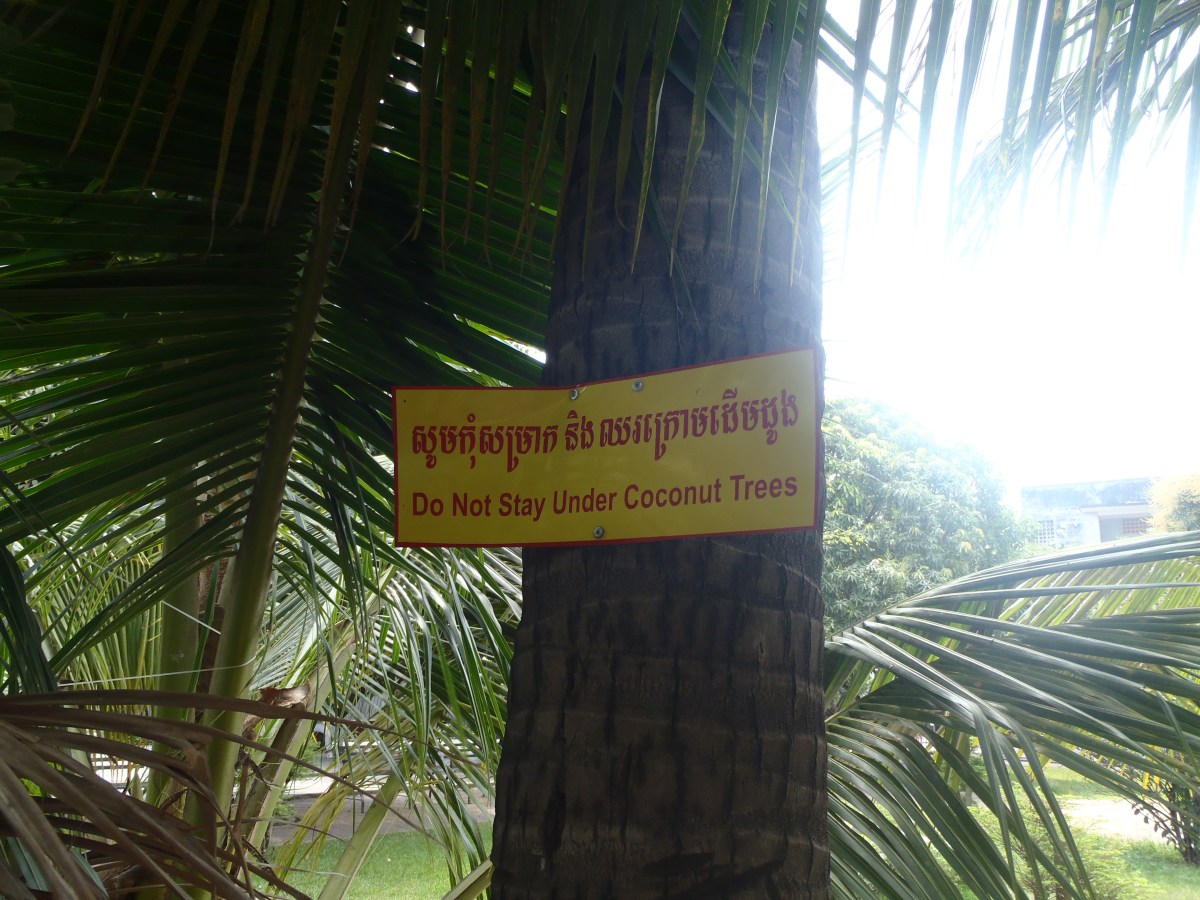 សូមកុំសម្រាក និង ឈរក្រោមដើមដូង
Do Not Stay Under Coconut Trees